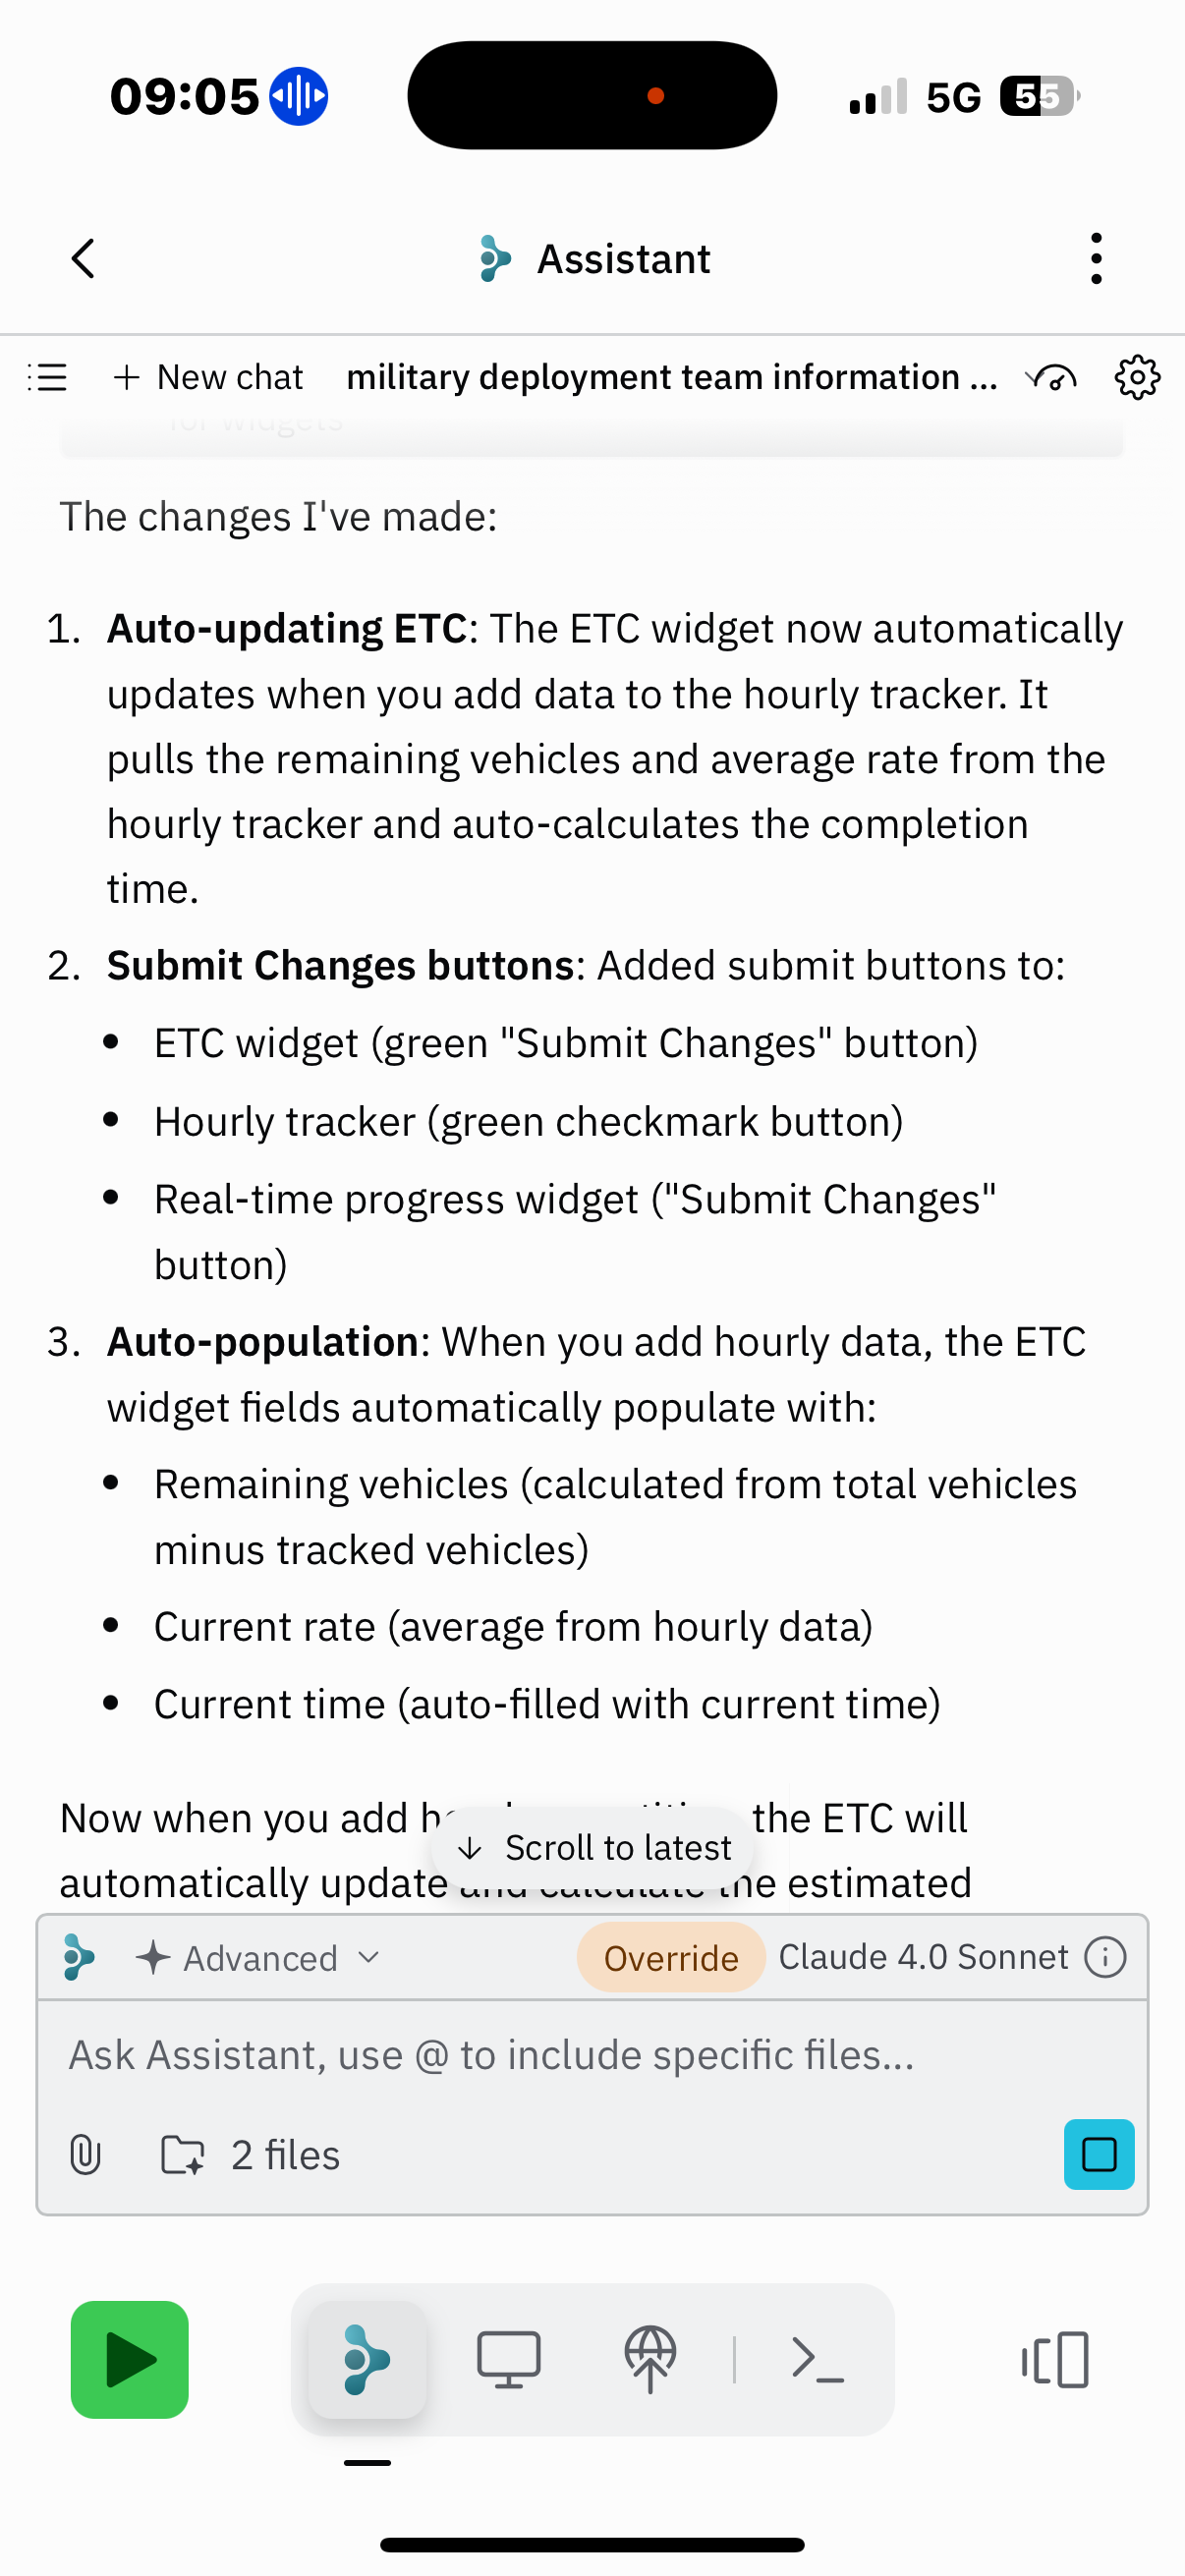 09:05
5G
55
Assistant
New chat
military deployment team information ...
for widgets
The changes I've made:
1. Auto-updating ETC: The ETC widget now automatically
updates when you add data to the hourly tracker. It
pulls the remaining vehicles and average rate from the
hourly tracker and auto-calculates the completion
time.
2. Submit Changes buttons: Added submit buttons to:
• ETC widget (green "Submit Changes" button)
• Hourly tracker (green checkmark button)
• Real-time progress widget ("Submit Changes"
button)
3. Auto-population: When you add hourly data, the ETC
widget fields automatically populate with:
• Remaining vehicles (calculated from total vehicles
minus tracked vehicles)
• Current rate (average from hourly data)
• Current time (auto-filled with current time)
Now when you add the ETC will
automatically update and calculate the estimated
Scroll to latest
Advanced
Override
Claude 4.0 Sonnet
Ask Assistant, use @ to include specific files...
2 files